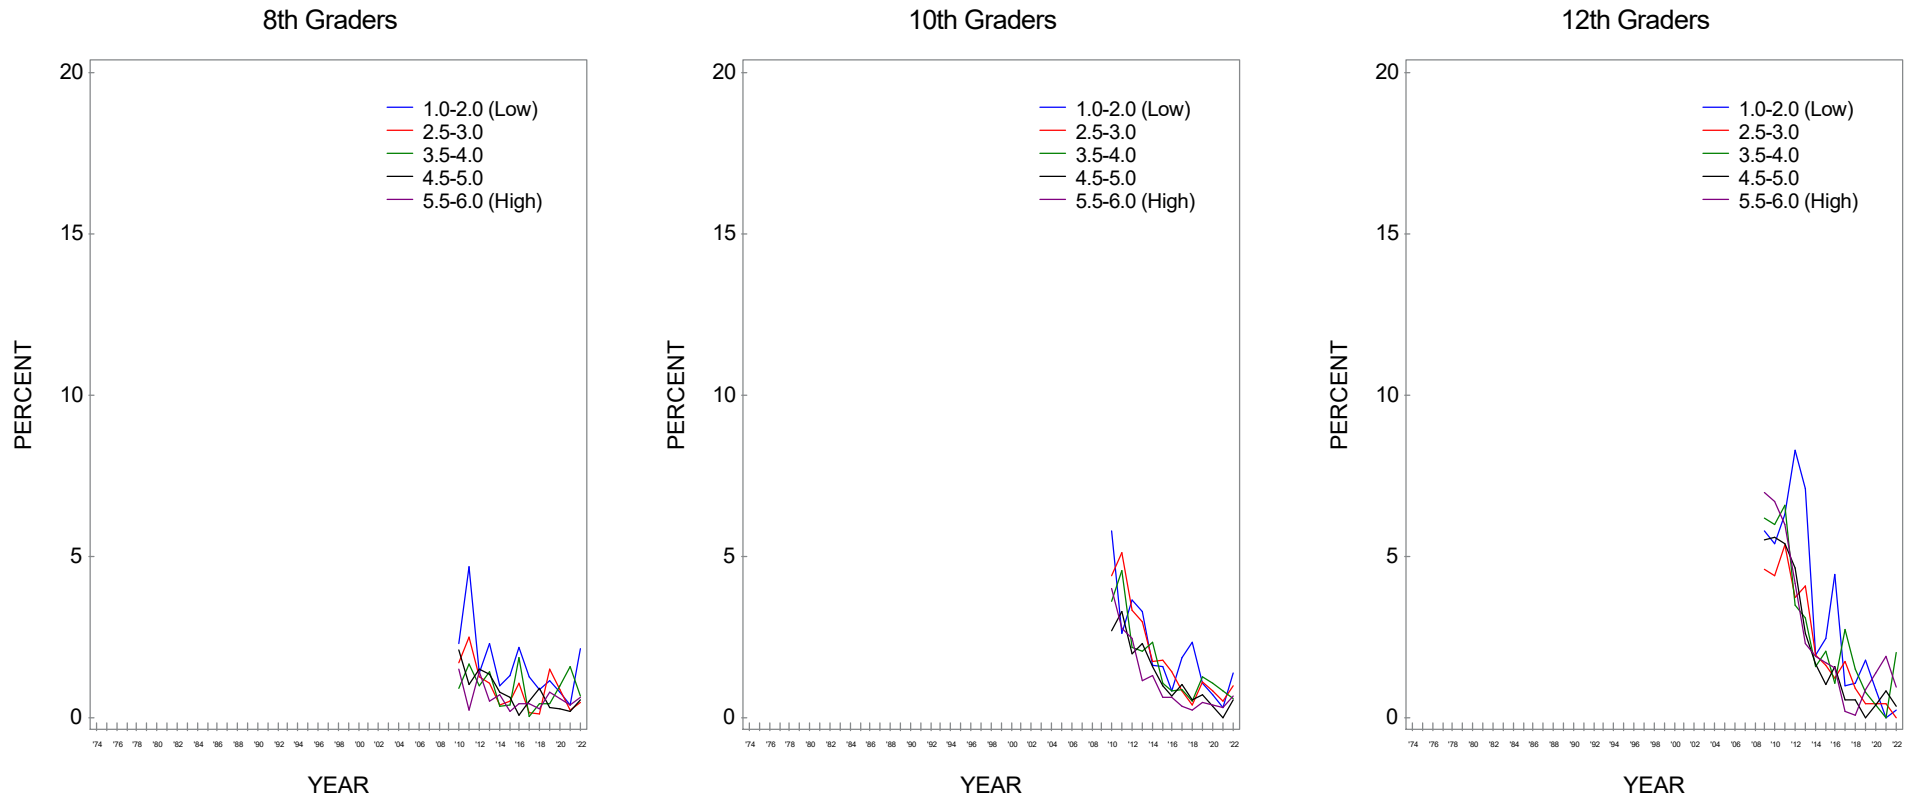 8th Graders
20
15
10
5
0
PERCENT
1.0-2.0 (Low)
2.5-3.0
3.5-4.0
4.5-5.0
5.5-6.0 (High)
'74 '76 '78 '80 '82 '84 '86 '88 '90 '92 '94 '96 '98 '00 '02 '04 '06 '08 '10 '12 '14 '16 '18 '20 '22
YEAR
10th Graders
20
15
10
5
0
PERCENT
1.0-2.0 (Low)
2.5-3.0
3.5-4.0
4.5-5.0
5.5-6.0 (High)
'74 '76 '78 '80 '82 '84 '86 '88 '90 '92 '94 '96 '98 '00 '02 '04 '06 '08 '10 '12 '14 '16 '18 '20 '22
YEAR
12th Graders
20
15
10
5
0
PERCENT
1.0-2.0 (Low)
2.5-3.0
3.5-4.0
4.5-5.0
5.5-6.0 (High)
'74 '76 '78 '80 '82 '84 '86 '88 '90 '92 '94 '96 '98 '00 '02 '04 '06 '08 '10 '12 '14 '16 '18 '20 '22
YEAR